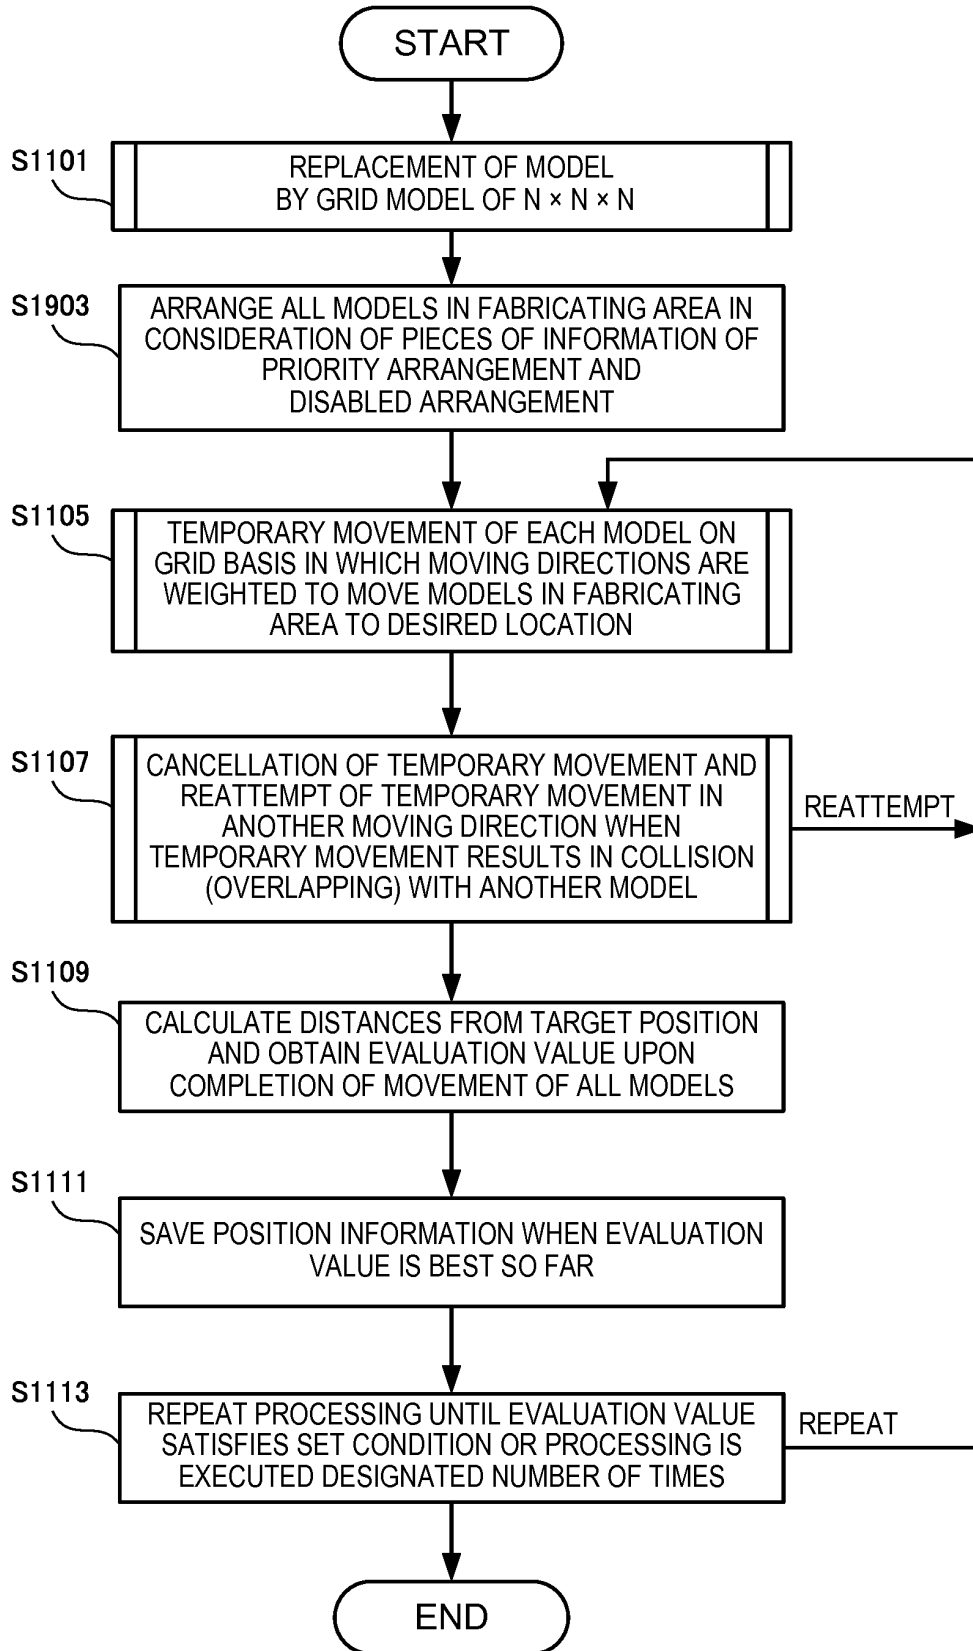 START
S1101
REPLACEMENT OF MODEL
BY GRID MODEL OF N × N × N
S1903
ARRANGE ALL MODELS IN FABRICATING AREA IN
CONSIDERATION OF PIECES OF INFORMATION OF
PRIORITY ARRANGEMENT AND
DISABLED ARRANGEMENT
S1105
TEMPORARY MOVEMENT OF EACH MODEL ON
GRID BASIS IN WHICH MOVING DIRECTIONS ARE
WEIGHTED TO MOVE MODELS IN FABRICATING
AREA TO DESIRED LOCATION
S1107
CANCELLATION OF TEMPORARY MOVEMENT AND
REATTEMPT OF TEMPORARY MOVEMENT IN
ANOTHER MOVING DIRECTION WHEN
TEMPORARY MOVEMENT RESULTS IN COLLISION
(OVERLAPPING) WITH ANOTHER MODEL
REATTEMPT
S1109
CALCULATE DISTANCES FROM TARGET POSITION
AND OBTAIN EVALUATION VALUE UPON
COMPLETION OF MOVEMENT OF ALL MODELS
S1111
SAVE POSITION INFORMATION WHEN EVALUATION
VALUE IS BEST SO FAR
S1113
REPEAT PROCESSING UNTIL EVALUATION VALUE
SATISFIES SET CONDITION OR PROCESSING IS
EXECUTED DESIGNATED NUMBER OF TIMES
REPEAT
END